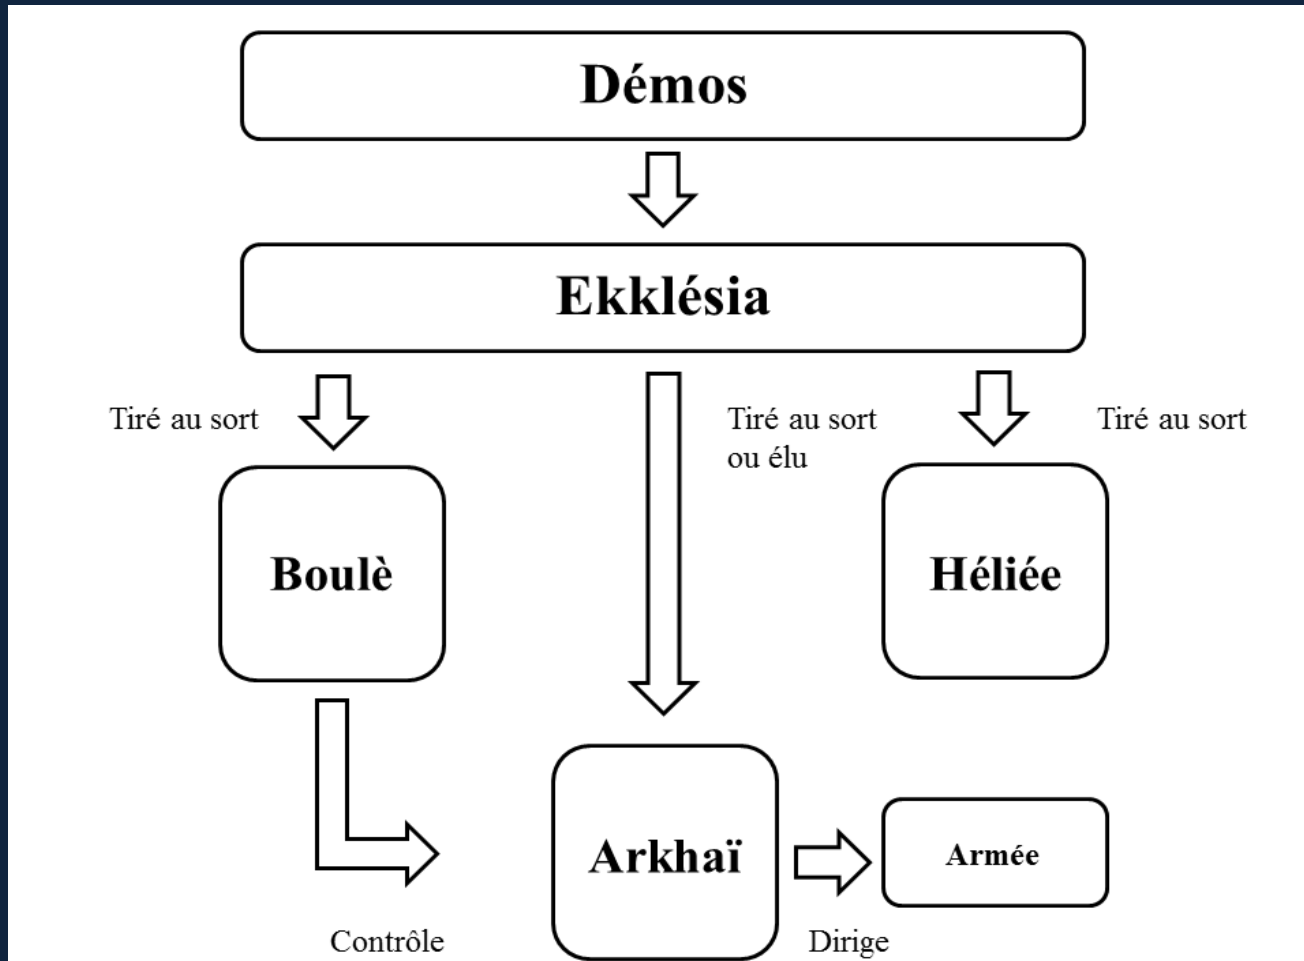 Démos
Ekklésia
Tiré au sort
Tiré au sort
ou élu
Tiré au sort
Boulè
Héliée
Arkhaï
Armée
Contrôle
Dirige